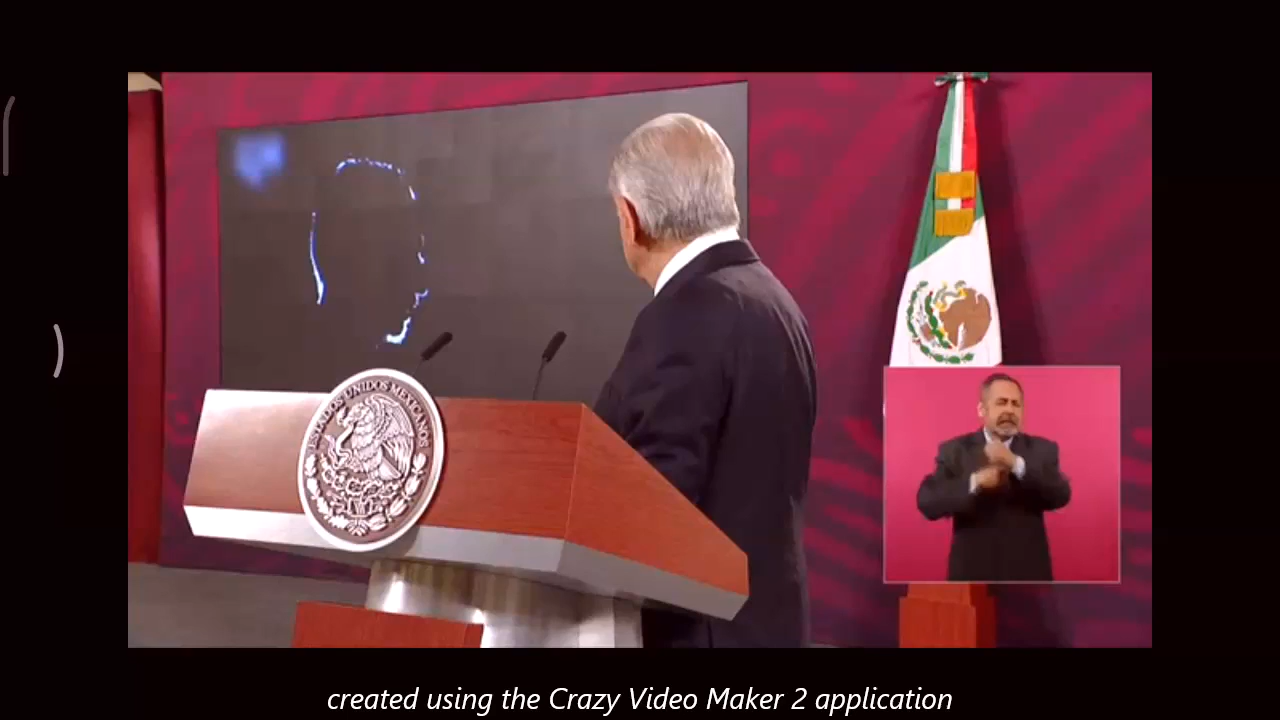 ESTADOS UNIDOS MEXICANOS
created using the Crazy Video Maker 2 application